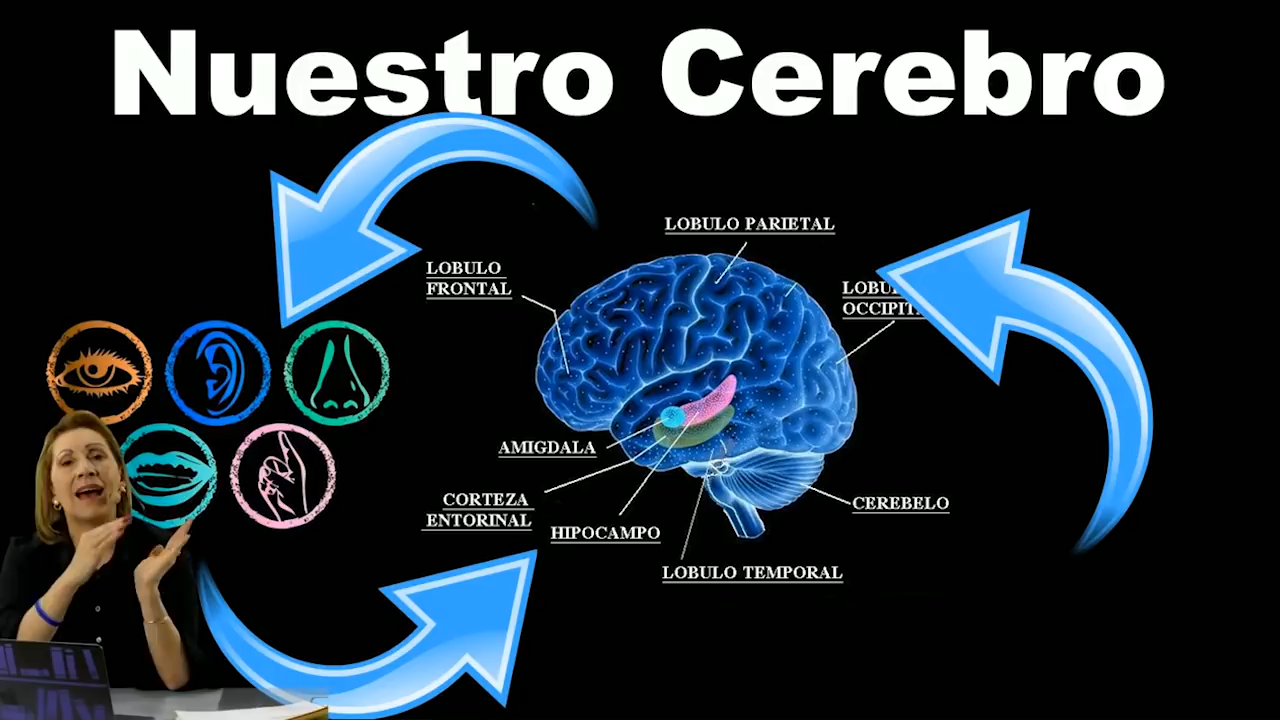 Nuestro Cerebro
LOBULO PARIETAL
LOBULO
FRONTAL
AMIGDALA
CORTEZA
ENTORINAL
HIPOCAMPO
CEREBELO
LOBULO TEMPORAL